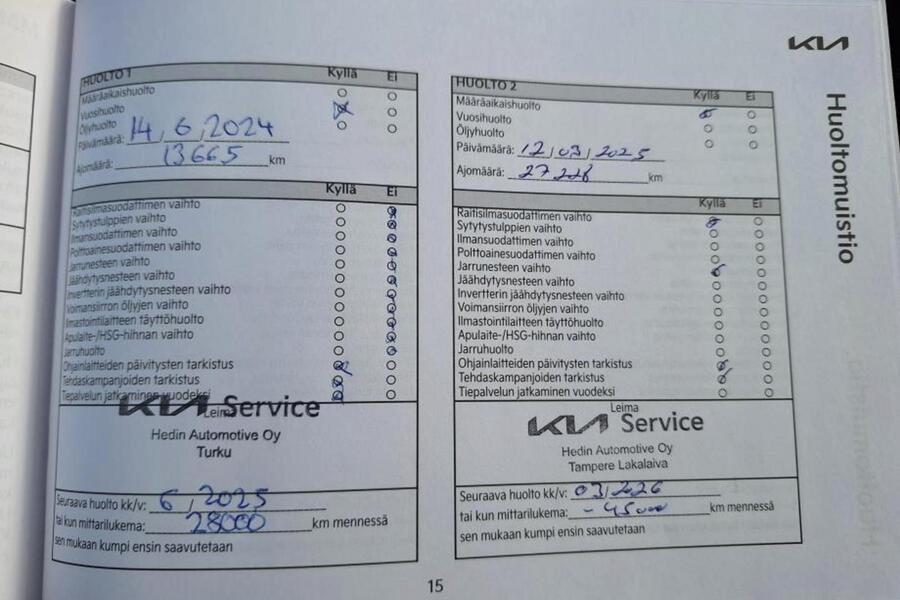 KIA
Huoltomuistio
HUOLTO 1
Kyllä Ei
Määräaikaishuolto
Vuosihuolto
Öljyhuolto
Päivämäärä: 14, 6, 2024
Ajomäärä: 13665 km
Kyllä Ei
Raitisilmasuodattimen vaihto
Sytytystulppien vaihto
Ilmansuodattimen vaihto
Polttoainesuodattimen vaihto
Jarrunesteen vaihto
Jäähdytysnesteen vaihto
Invertterin jäähdytysnesteen vaihto
Voimansiirron öljyjen vaihto
Ilmastointilaitteen täyttöhuolto
Apulaite-/HSG-hihnan vaihto
Jarruhuolto
Ohjainlaitteiden päivitysten tarkistus
Tehdaskampanjoiden tarkistus
Tiepalvelun jatkaminen vuodeksi
Leima
KIA Service
Hedin Automotive Oy
Turku
Seuraava huolto kk/v: 6, 2025
tai kun mittarilukema: 28000 km mennessä
sen mukaan kumpi ensin saavutetaan
HUOLTO 2
Kyllä Ei
Määräaikaishuolto
Vuosihuolto
Öljyhuolto
Päivämäärä: 12, 03, 2025
Ajomäärä: 27 228 km
Kyllä Ei
Raitisilmasuodattimen vaihto
Sytytystulppien vaihto
Ilmansuodattimen vaihto
Polttoainesuodattimen vaihto
Jarrunesteen vaihto
Jäähdytysnesteen vaihto
Invertterin jäähdytysnesteen vaihto
Voimansiirron öljyjen vaihto
Ilmastointilaitteen täyttöhuolto
Apulaite-/HSG-hihnan vaihto
Jarruhuolto
Ohjainlaitteiden päivitysten tarkistus
Tehdaskampanjoiden tarkistus
Tiepalvelun jatkaminen vuodeksi
Leima
KIA Service
Hedin Automotive Oy
Tampere Lakalaiva
Seuraava huolto kk/v: 03, 2026
tai kun mittarilukema: -45000 km mennessä
sen mukaan kumpi ensin saavutetaan
15